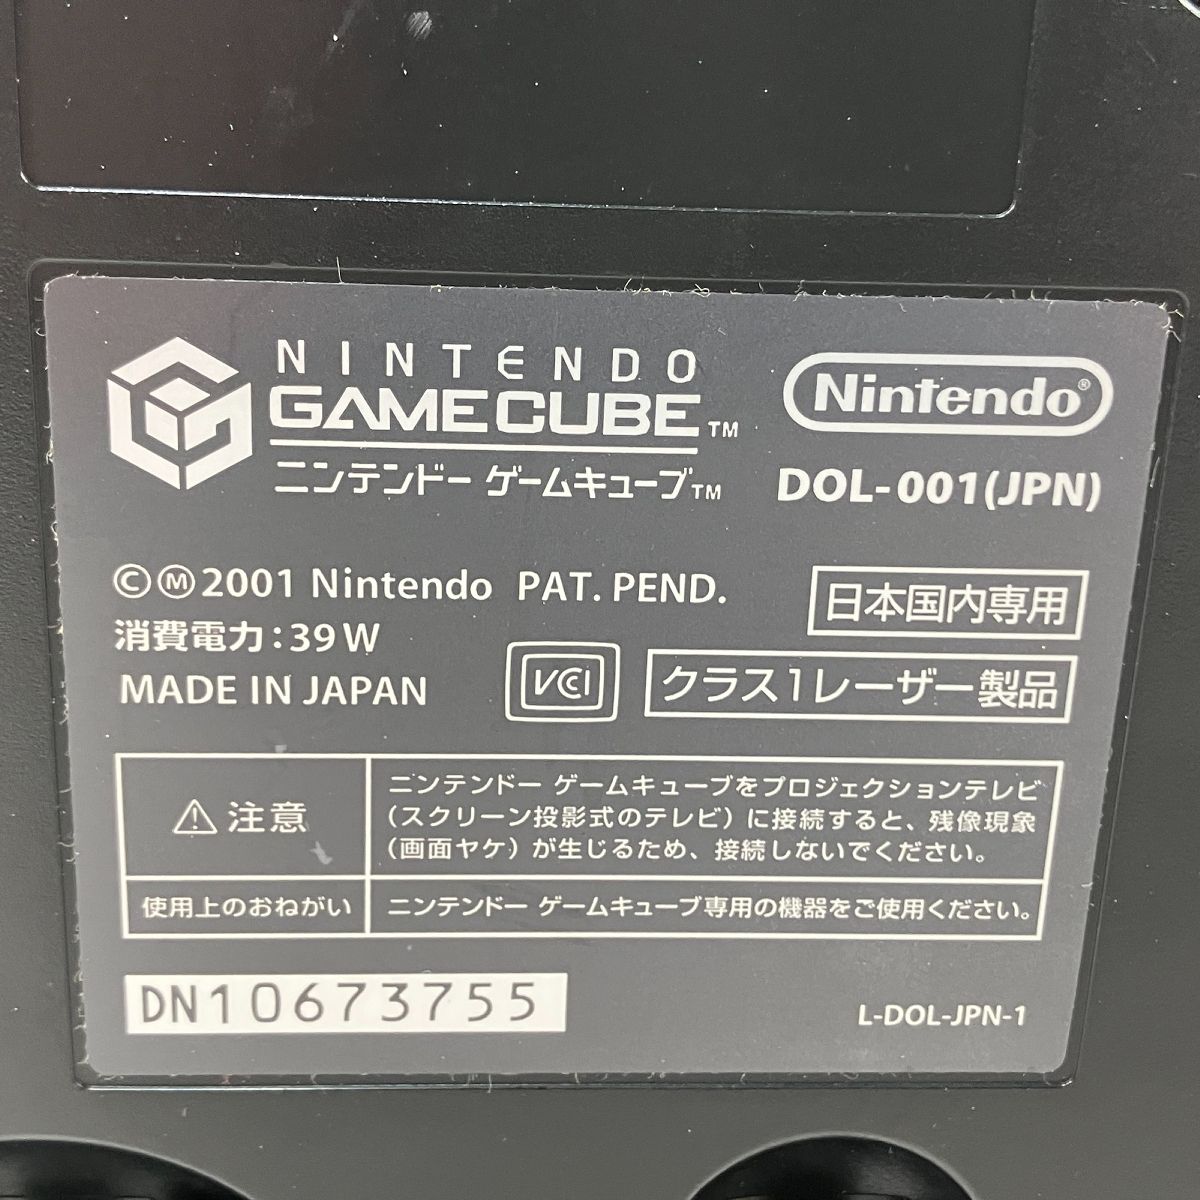 NINTENDO
GAMECUBE™
ニンテンドー ゲームキューブ™
Nintendo®
DOL-001(JPN)
©Ⓜ2001 Nintendo PAT. PEND.
日本国内専用
消費電力:39W
MADE IN JAPAN
VCCI
クラス1レーザー製品
⚠注意
ニンテンドー ゲームキューブをプロジェクションテレビ
(スクリーン投影式のテレビ)に接続すると、残像現象
(画面ヤケ)が生じるため、接続しないでください。
使用上のおねがい
ニンテンドー ゲームキューブ専用の機器をご使用ください。
DN10673755
L-DOL-JPN-1